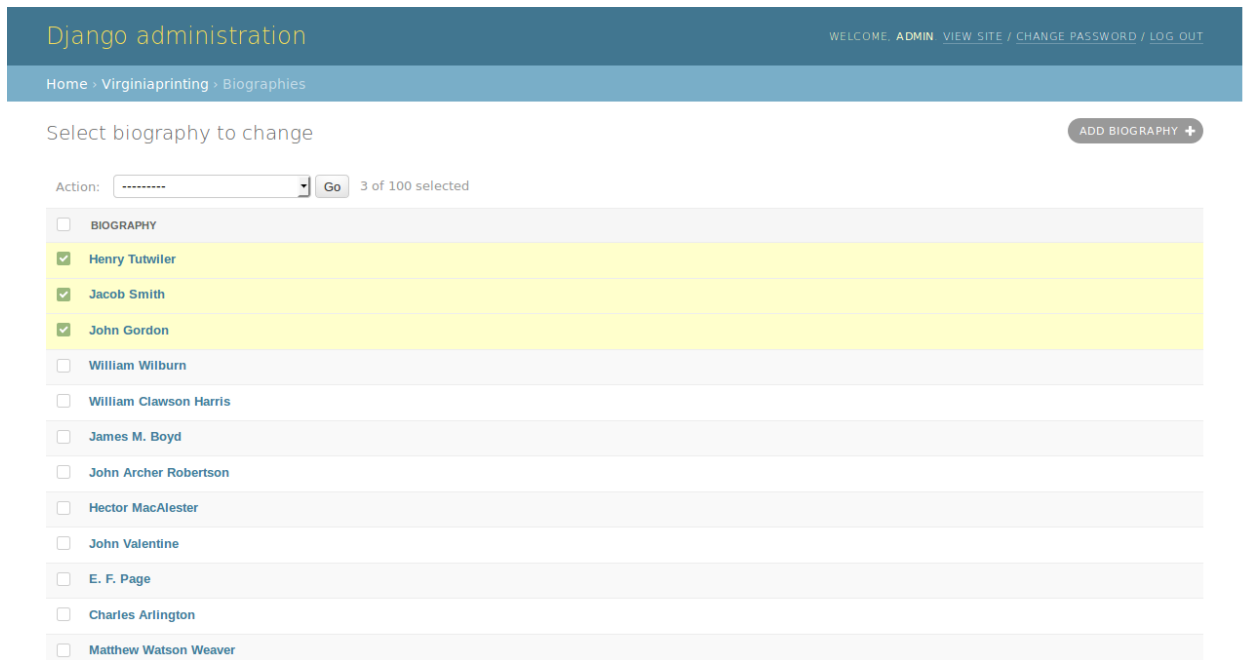 Django administration
WELCOME, ADMIN. VIEW SITE / CHANGE PASSWORD / LOG OUT
Home › Virginiaprinting › Biographies
Select biography to change
ADD BIOGRAPHY +
Action: --------- Go 3 of 100 selected
BIOGRAPHY
Henry Tutwiler
Jacob Smith
John Gordon
William Wilburn
William Clawson Harris
James M. Boyd
John Archer Robertson
Hector MacAlester
John Valentine
E. F. Page
Charles Arlington
Matthew Watson Weaver